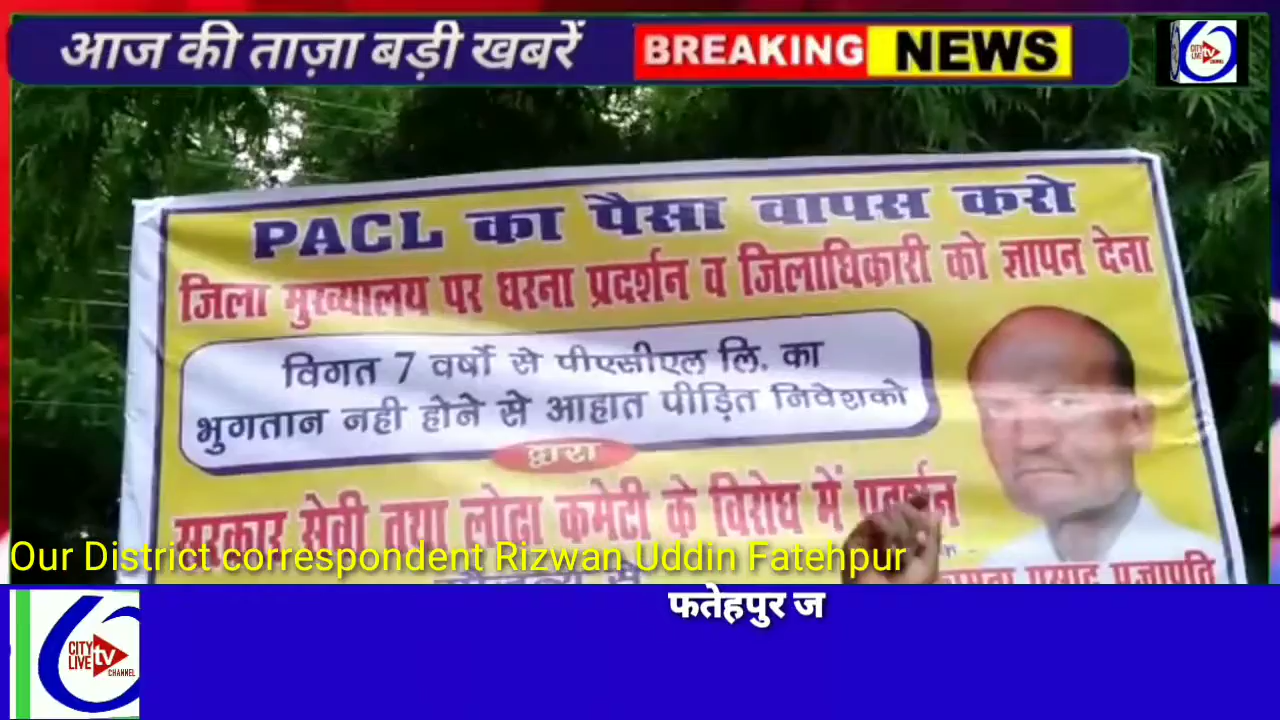 आज की ताज़ा बड़ी खबरें BREAKING NEWS
CITY LIVE tv CHANNEL
PACL का पैसा वापस करो
जिला मुख्यालय पर धरना प्रदर्शन व जिलाधिकारी को ज्ञापन देना
विगत 7 वर्षो से पीएसीएल लि. का
भुगतान नही होने से आहात पीड़ित निवेशको
द्वारा
सरकार सेवी तथा लोढा कमेटी के विरोध में
Our District correspondent Rizwan Uddin Fatehpur
फतेहपुर ज
CITY LIVE tv CHANNEL